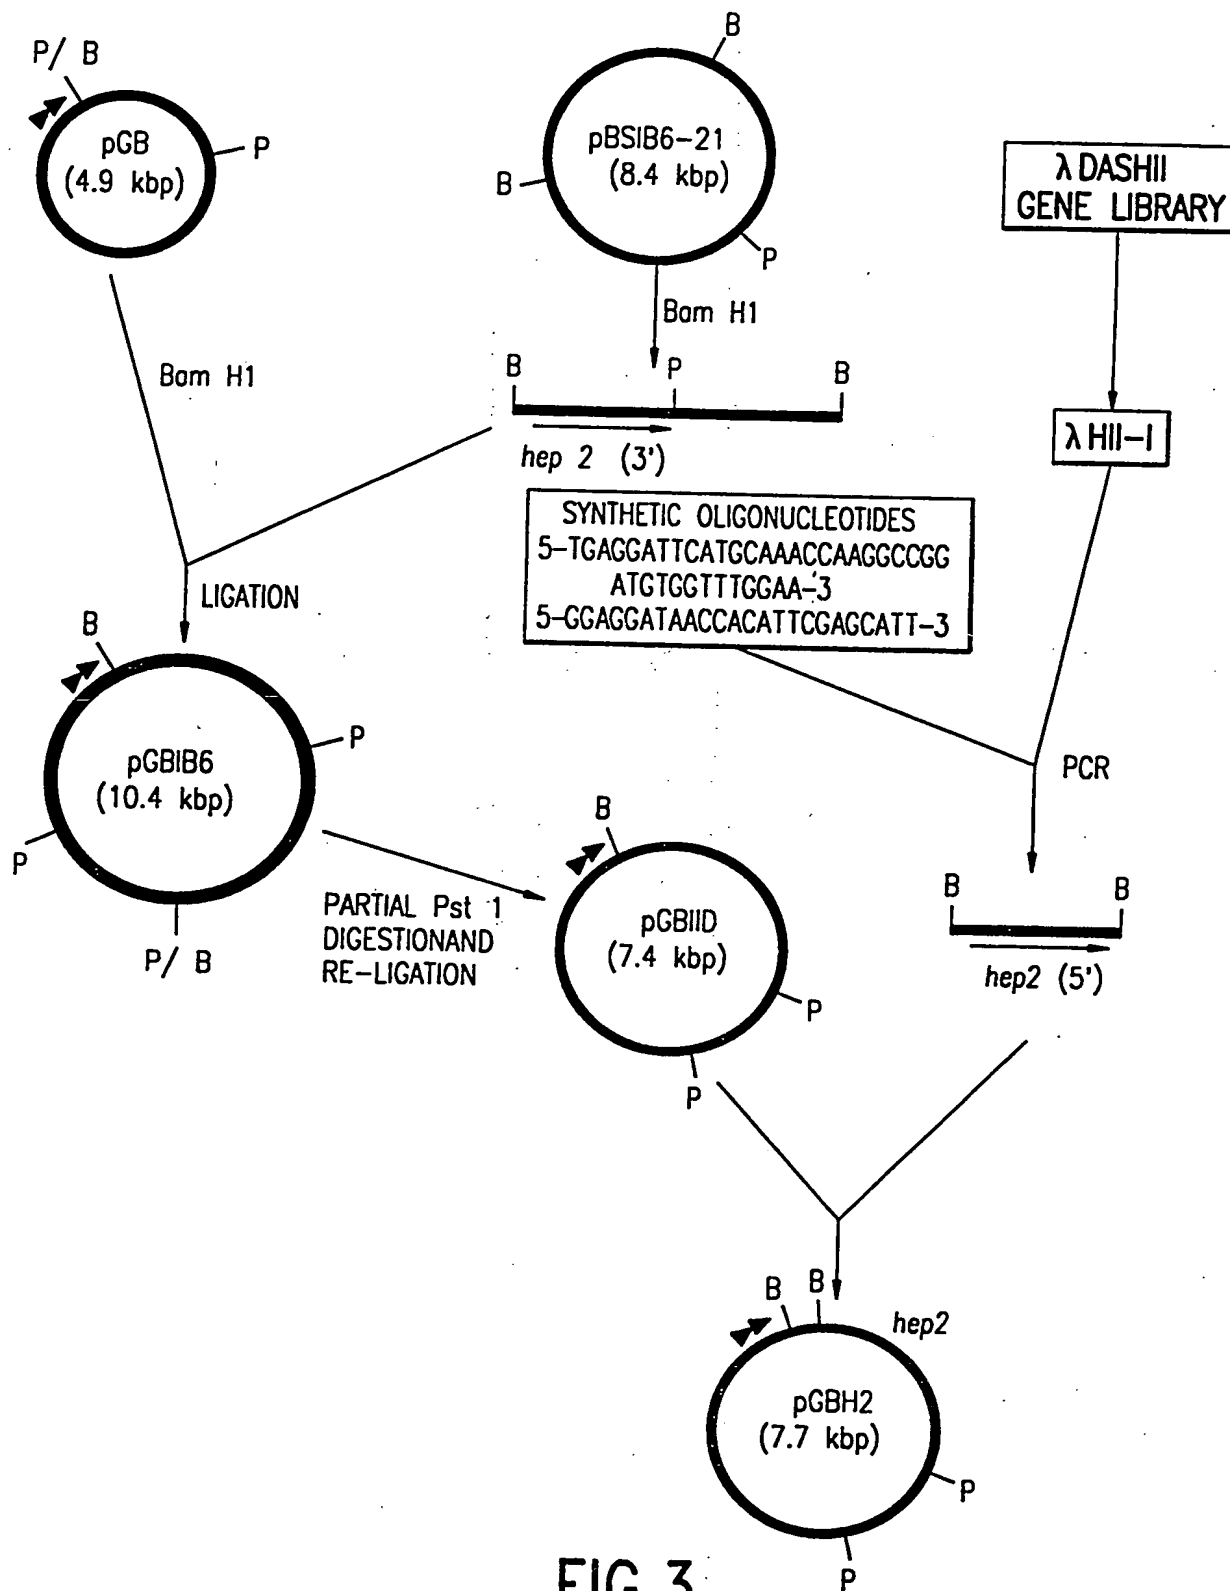 P/ B
pGB
(4.9 kbp)
P
B
pBSIB6-21
(8.4 kbp)
B
P
λ DASHII
GENE LIBRARY
Bam H1
Bam H1
B
P
B
hep 2 (3')
λ HII-I
SYNTHETIC OLIGONUCLEOTIDES
5-TGAGGATTCATGCAAACCAAGGCCGG
ATGTGGTTTGGAA-3
5-GGAGGATAACCACATTCGAGCATT-3
LIGATION
B
pGBIB6
(10.4 kbp)
P
P
P/ B
PCR
PARTIAL Pst 1
DIGESTIONAND
RE-LIGATION
B
pGBIID
(7.4 kbp)
P
P
B
B
hep2 (5')
B
B
hep2
pGBH2
(7.7 kbp)
P
P
FIG.3